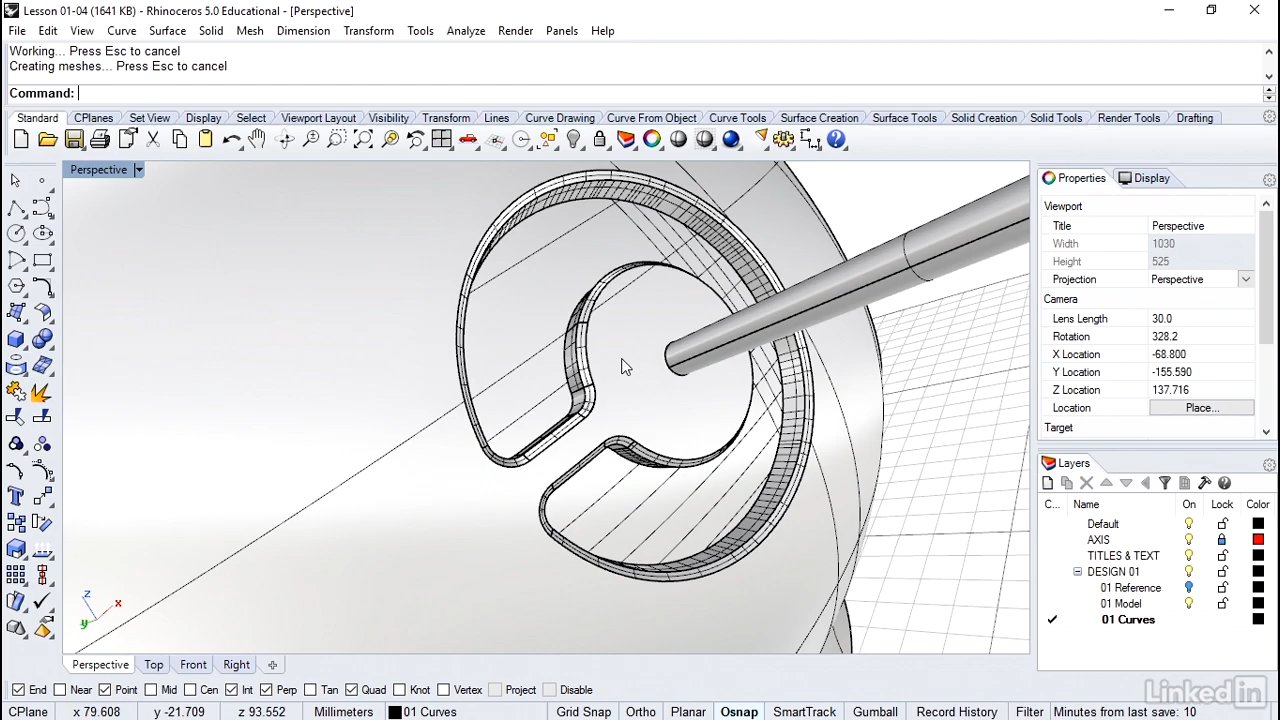 Lesson 01-04 (1641 KB) - Rhinoceros 5.0 Educational - [Perspective]
File Edit View Curve Surface Solid Mesh Dimension Transform Tools Analyze Render Panels Help
Working... Press Esc to cancel
Creating meshes... Press Esc to cancel
Command:
Standard CPlanes Set View Display Select Viewport Layout Visibility Transform Lines Curve Drawing Curve From Object Curve Tools Surface Creation Surface Tools Solid Creation Solid Tools Render Tools Drafting
Perspective
Properties Display
Viewport
Title Perspective
Width 1030
Height 525
Projection Perspective
Camera
Lens Length 30.0
Rotation 328.2
X Location -68.800
Y Location -155.590
Z Location 137.716
Location Place...
Target
Layers
C... Name On Lock Color
Default
AXIS
TITLES & TEXT
DESIGN 01
01 Reference
01 Model
01 Curves
z
x
y
Perspective Top Front Right
End Near Point Mid Cen Int Perp Tan Quad Knot Vertex Project Disable
CPlane x 79.608 y -21.709 z 93.552 Millimeters 01 Curves Grid Snap Ortho Planar Osnap SmartTrack Gumball Record History Filter Minutes from last save: 10
LinkedIn